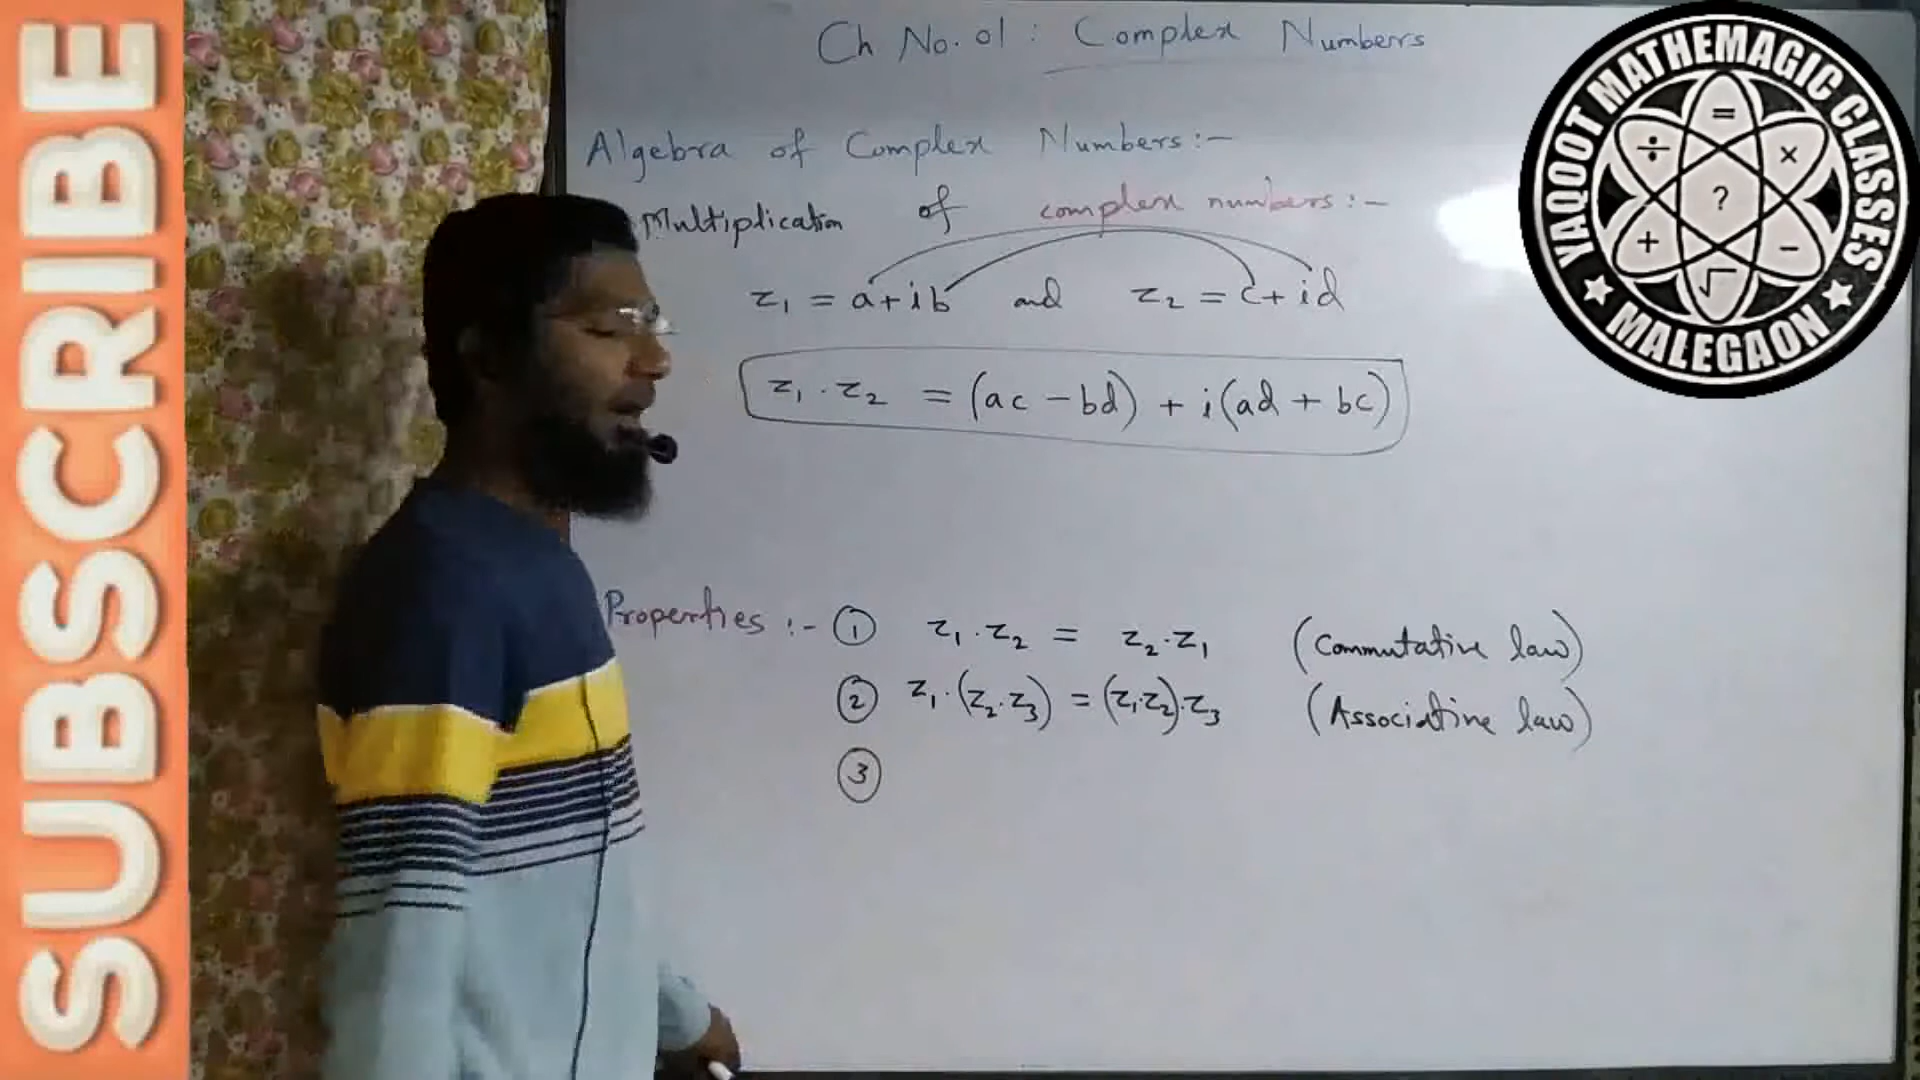 SUBSCRIBE
Ch No. 01 : Complex Numbers
Algebra of Complex Numbers :-
Multiplication of complex numbers :-
z₁ = a+ib and z₂ = c+id
z₁ . z₂ = (ac - bd) + i(ad + bc)
Properties :- ① z₁ . z₂ = z₂ . z₁ (Commutative law)
② z₁ . (z₂ . z₃) = (z₁.z₂).z₃ (Associative law)
③
YAQOOT MATHEMAGIC CLASSES
÷ = ×
?
+ √ −
★ MALEGAON ★